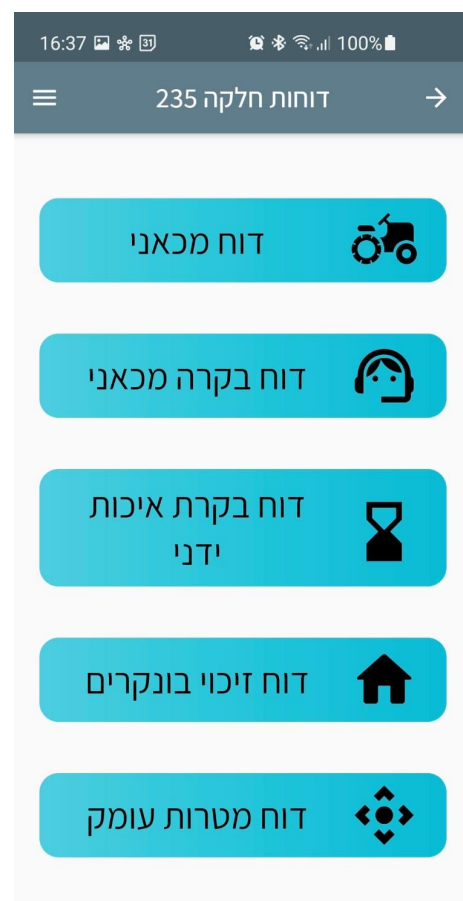 16:37 31 100%
דוחות חלקה 235
דוח מכאני
דוח בקרה מכאני
דוח בקרת איכות
ידני
דוח זיכוי בונקרים
דוח מטרות עומק